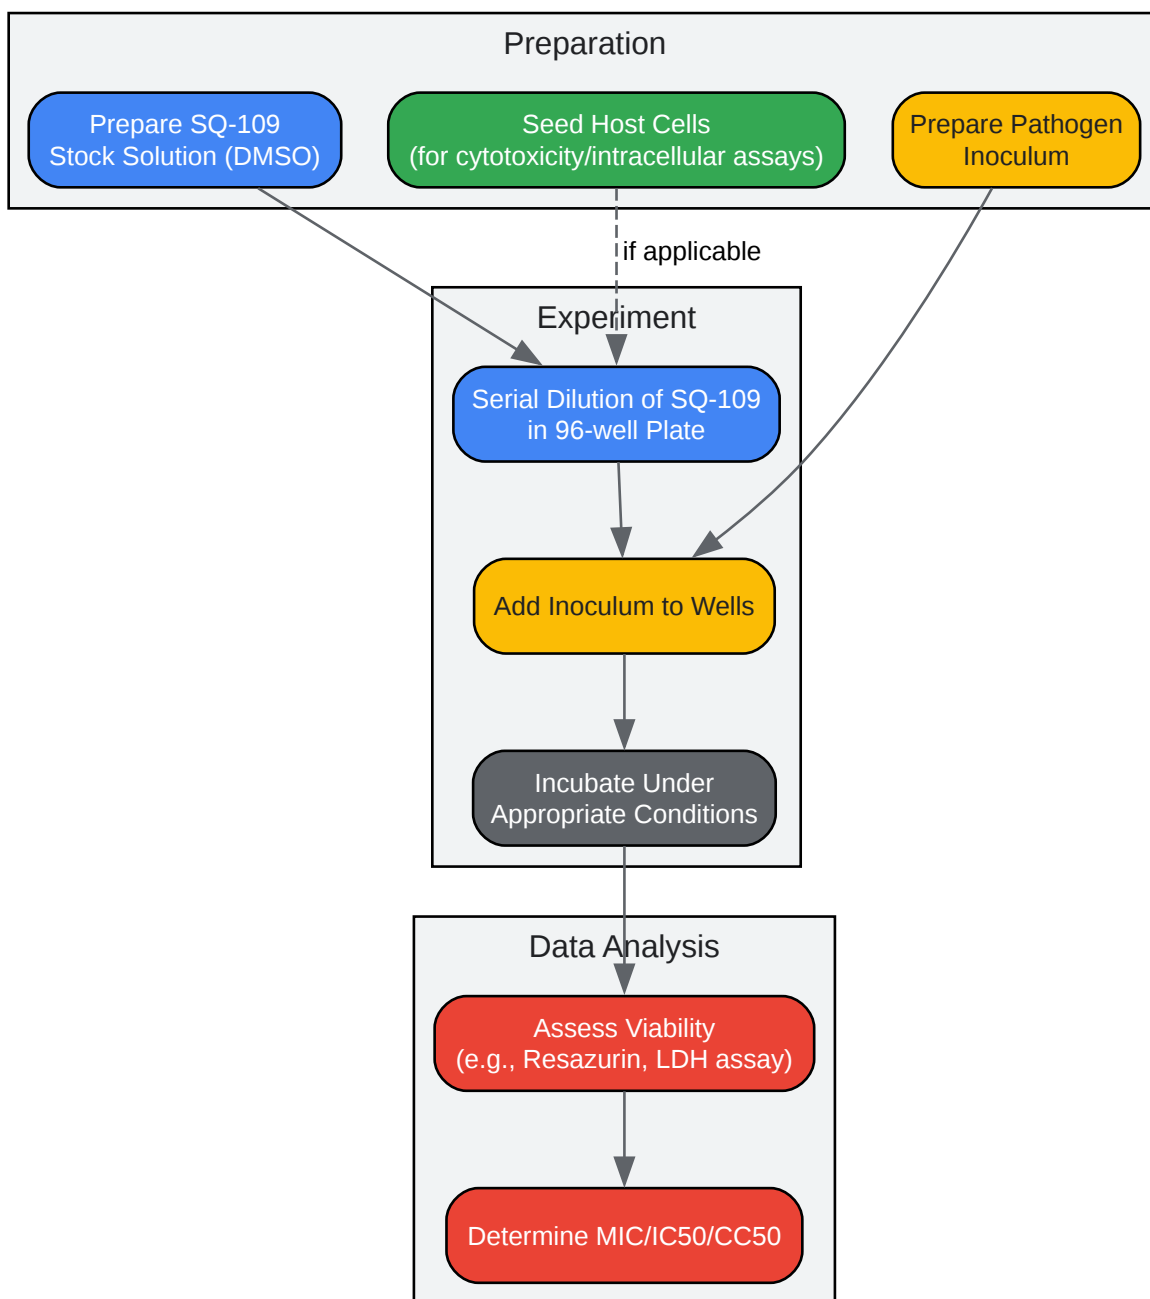 Preparation
Prepare SQ-109
Stock Solution (DMSO)
Seed Host Cells
(for cytotoxicity/intracellular assays)
Prepare Pathogen
Inoculum
if applicable
Experiment
Serial Dilution of SQ-109
in 96-well Plate
Add Inoculum to Wells
Incubate Under
Appropriate Conditions
Data Analysis
Assess Viability
(e.g., Resazurin, LDH assay)
Determine MIC/IC50/CC50